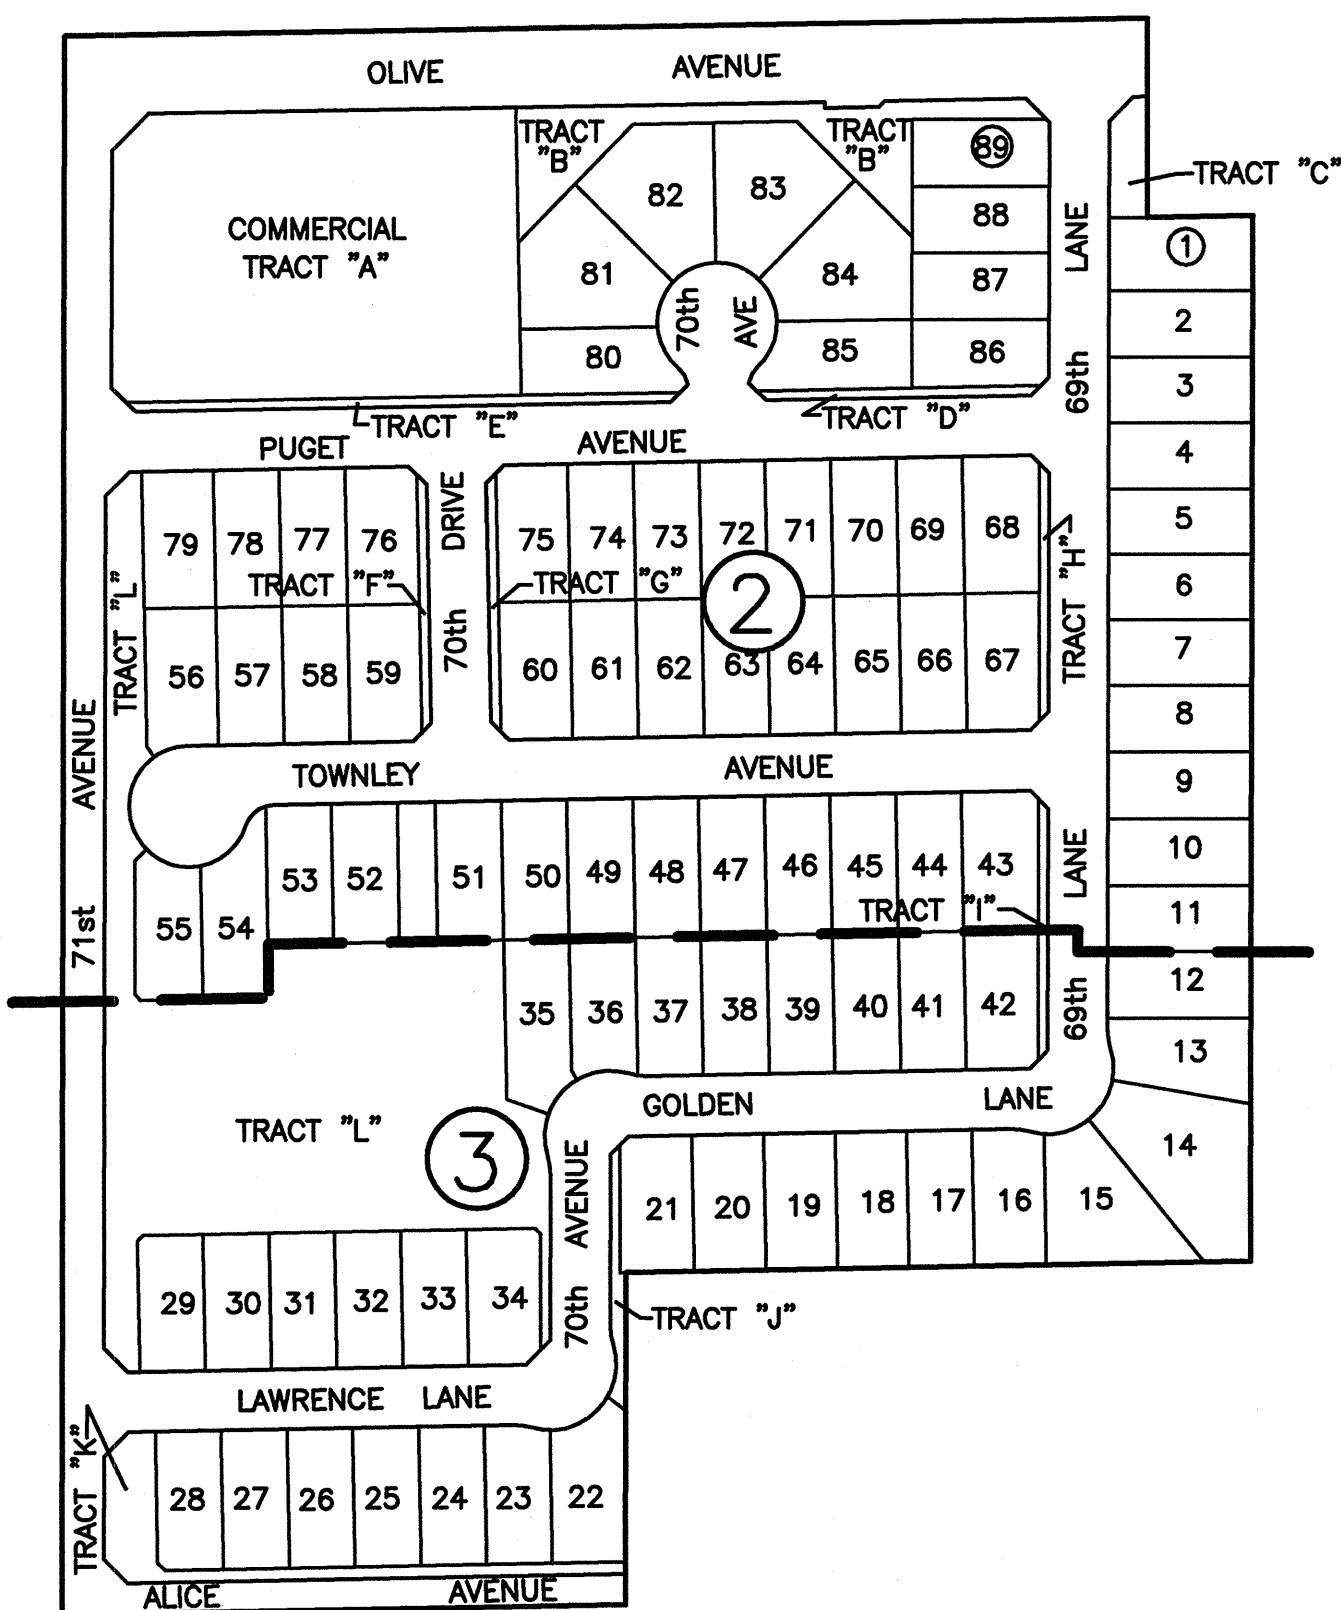 OLIVE AVENUE
TRACT "B"
TRACT "B"
89
TRACT "C"
82
83
88
COMMERCIAL TRACT "A"
LANE
1
81
84
87
70th AVE
2
80
85
86
69th
3
TRACT "E"
TRACT "D"
PUGET AVENUE
4
DRIVE
79 78 77 76
75 74 73 72 71 70 69 68
5
TRACT "F"
TRACT "G"
TRACT "H"
6
TRACT "L"
2
70th
7
56 57 58 59
60 61 62 63 64 65 66 67
8
AVENUE
TOWNLEY AVENUE
9
LANE
10
53 52 51 50 49 48 47 46 45 44 43
TRACT "I"
11
71st
55 54
12
69th
35 36 37 38 39 40 41 42
13
GOLDEN LANE
TRACT "L"
3
14
AVENUE
21 20 19 18 17 16 15
29 30 31 32 33 34
70th
TRACT "J"
LAWRENCE LANE
TRACT "K"
28 27 26 25 24 23 22
ALICE AVENUE